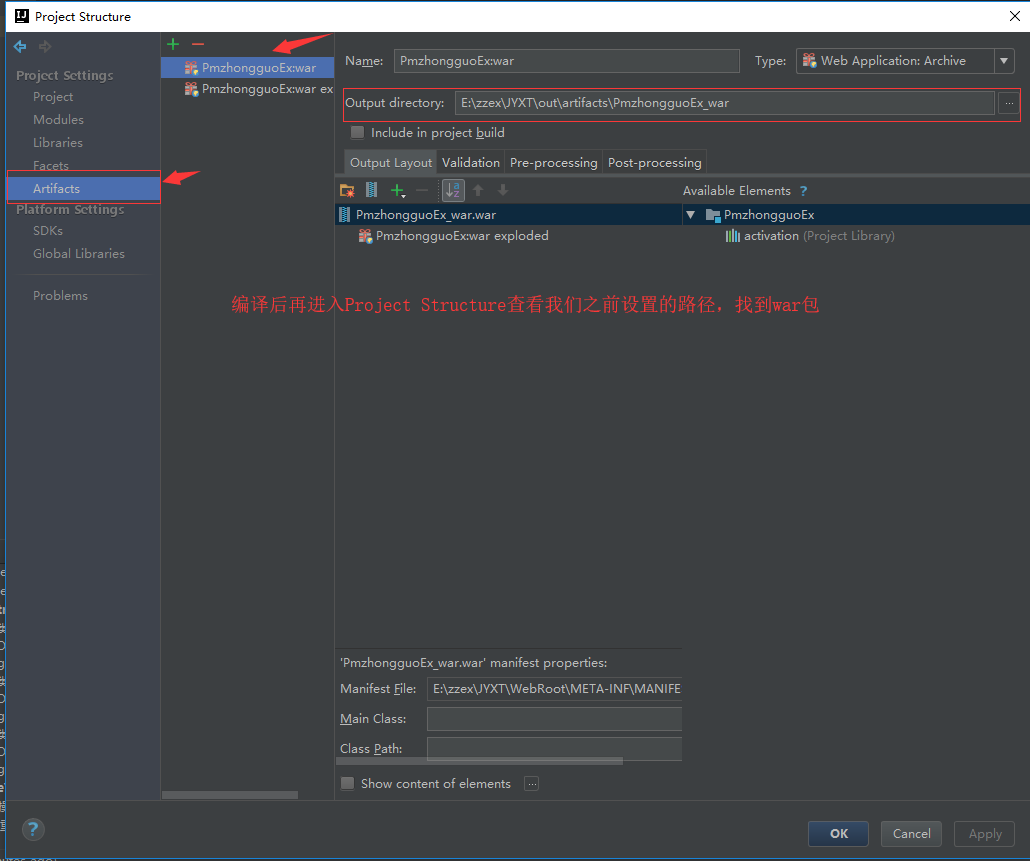 Project Structure
Project Settings
Project
Modules
Libraries
Facets
Artifacts
Platform Settings
SDKs
Global Libraries
Problems
PmzhongguoEx:war
PmzhongguoEx:war ex
Name: PmzhongguoEx:war Type: Web Application: Archive
Output directory: E:\zzex\JYXT\out\artifacts\PmzhongguoEx_war ...
Include in project build
Output Layout Validation Pre-processing Post-processing
Available Elements ?
PmzhongguoEx_war.war
PmzhongguoEx:war exploded
PmzhongguoEx
activation (Project Library)
编译后再进入Project Structure查看我们之前设置的路径，找到war包
'PmzhongguoEx_war.war' manifest properties:
Manifest File: E:\zzex\JYXT\WebRoot\META-INF\MANIFE
Main Class:
Class Path:
Show content of elements ...
? OK Cancel Apply